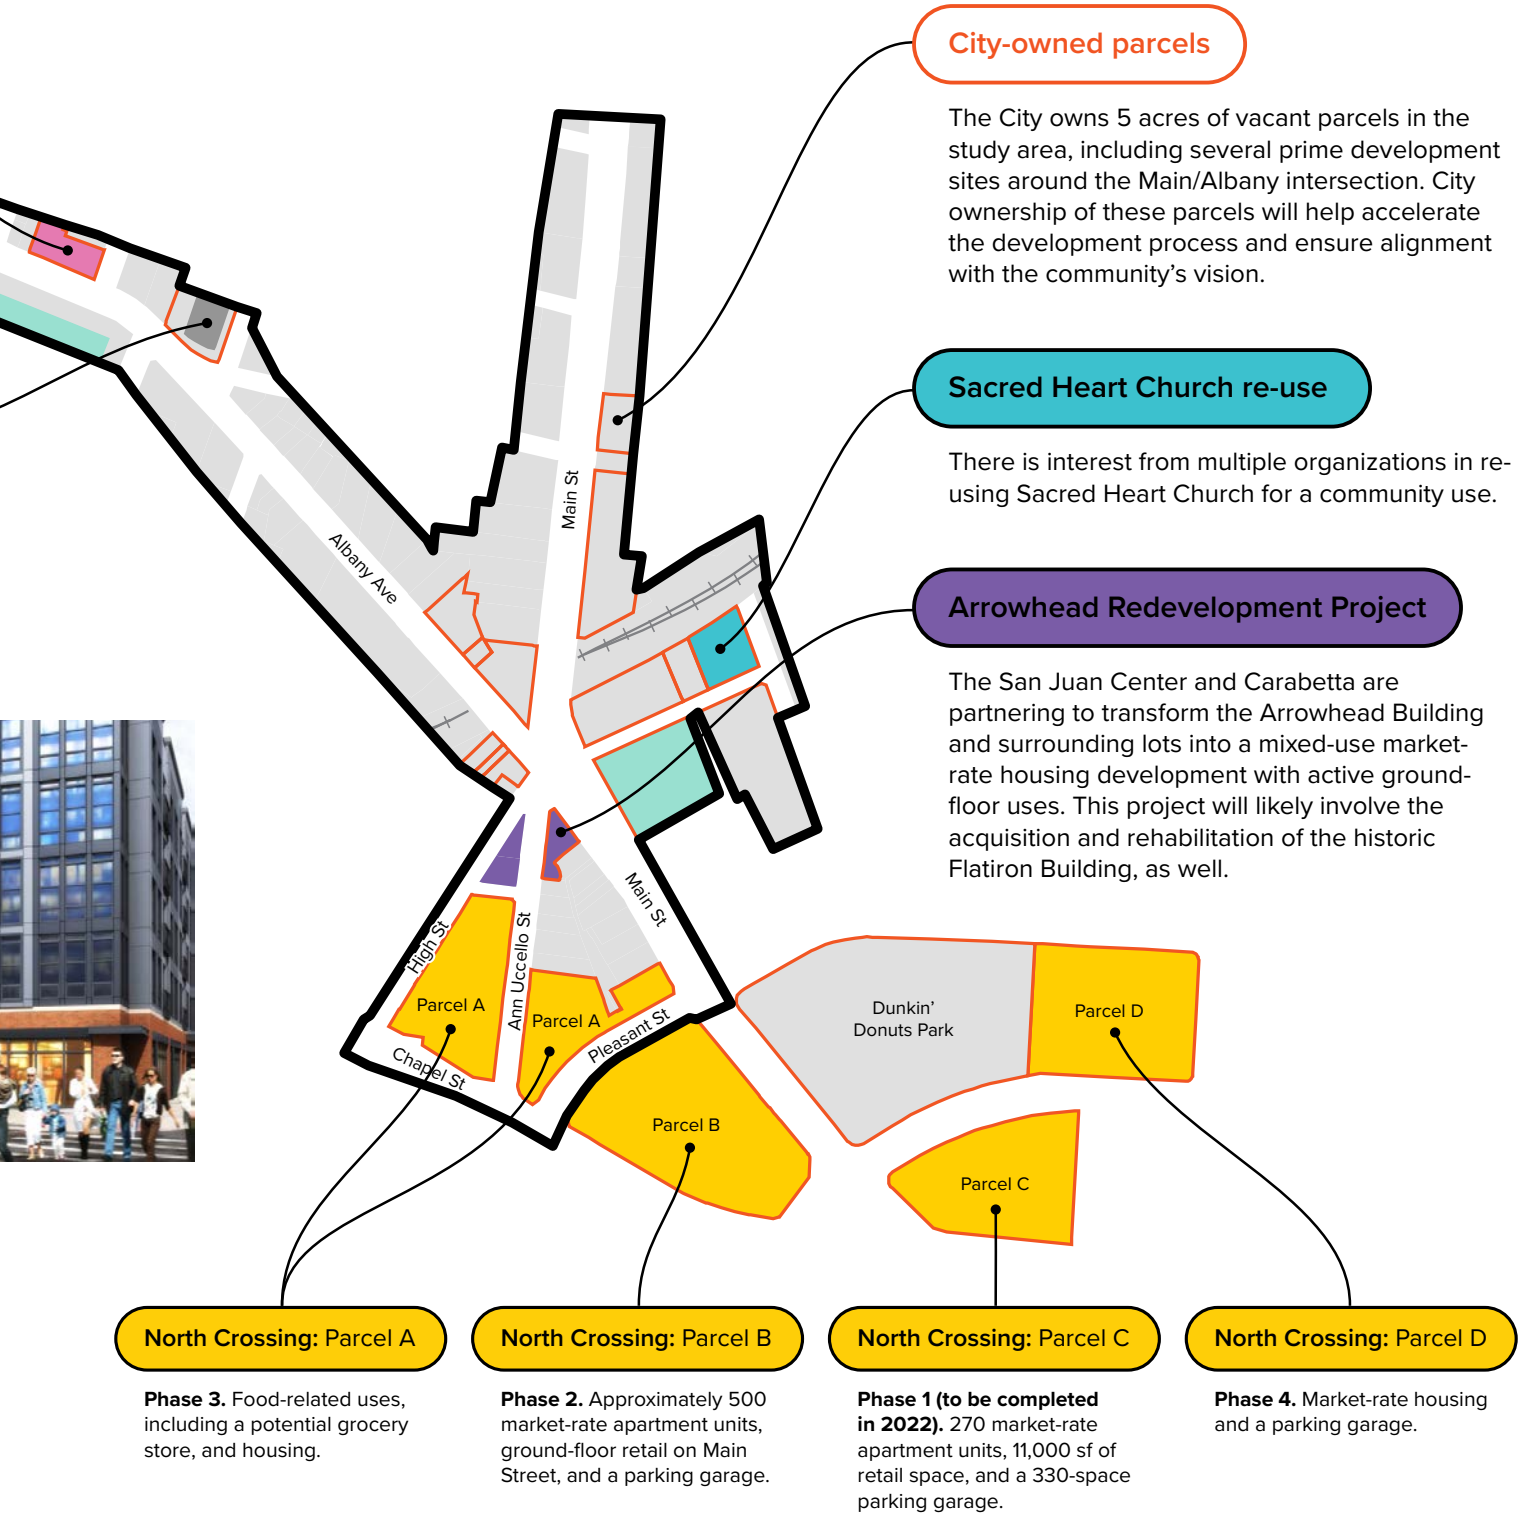 City-owned parcels
The City owns 5 acres of vacant parcels in the
study area, including several prime development
sites around the Main/Albany intersection. City
ownership of these parcels will help accelerate
the development process and ensure alignment
with the community’s vision.
Sacred Heart Church re-use
There is interest from multiple organizations in re-
using Sacred Heart Church for a community use.
Arrowhead Redevelopment Project
The San Juan Center and Carabetta are
partnering to transform the Arrowhead Building
and surrounding lots into a mixed-use market-
rate housing development with active ground-
floor uses. This project will likely involve the
acquisition and rehabilitation of the historic
Flatiron Building, as well.
Main St
Albany Ave
Main St
High St
Ann Uccello St
Parcel A
Parcel A
Pleasant St
Chapel St
Dunkin’
Donuts Park
Parcel D
Parcel B
Parcel C
North Crossing: Parcel A
Phase 3. Food-related uses,
including a potential grocery
store, and housing.
North Crossing: Parcel B
Phase 2. Approximately 500
market-rate apartment units,
ground-floor retail on Main
Street, and a parking garage.
North Crossing: Parcel C
Phase 1 (to be completed
in 2022). 270 market-rate
apartment units, 11,000 sf of
retail space, and a 330-space
parking garage.
North Crossing: Parcel D
Phase 4. Market-rate housing
and a parking garage.